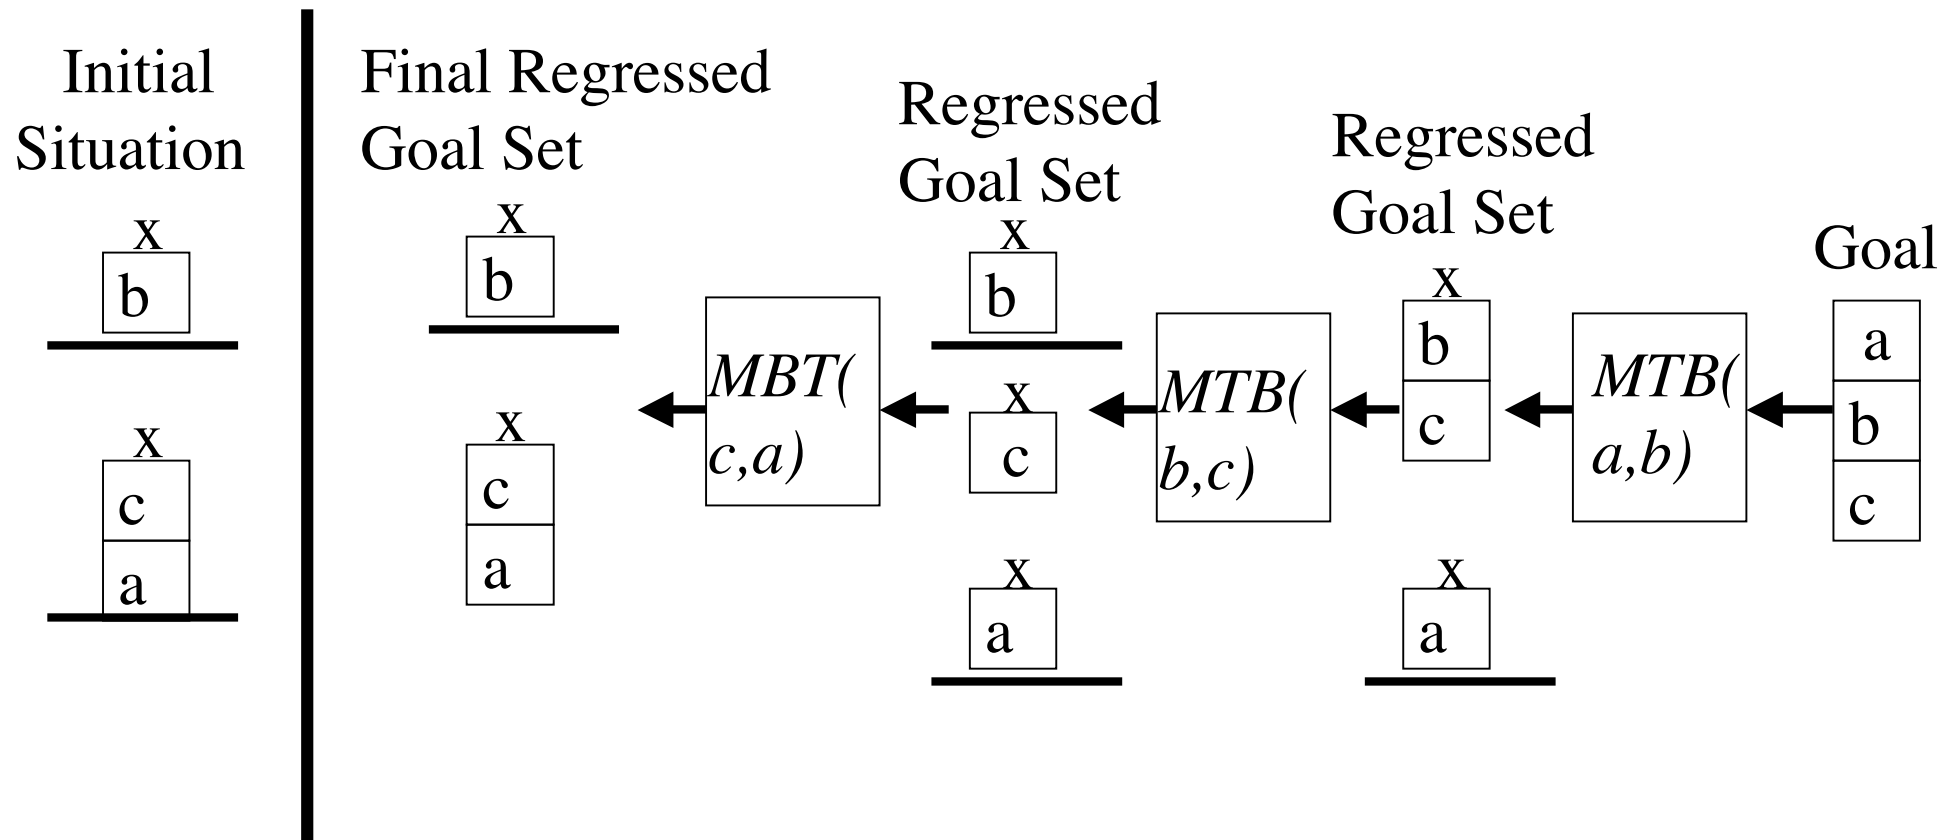 Initial
Situation
x
b
x
c
a
Final Regressed
Goal Set
x
b
x
c
a
MBT(
c,a)
Regressed
Goal Set
x
b
x
c
x
a
MTB(
b,c)
Regressed
Goal Set
x
b
c
x
a
MTB(
a,b)
Goal
a
b
c